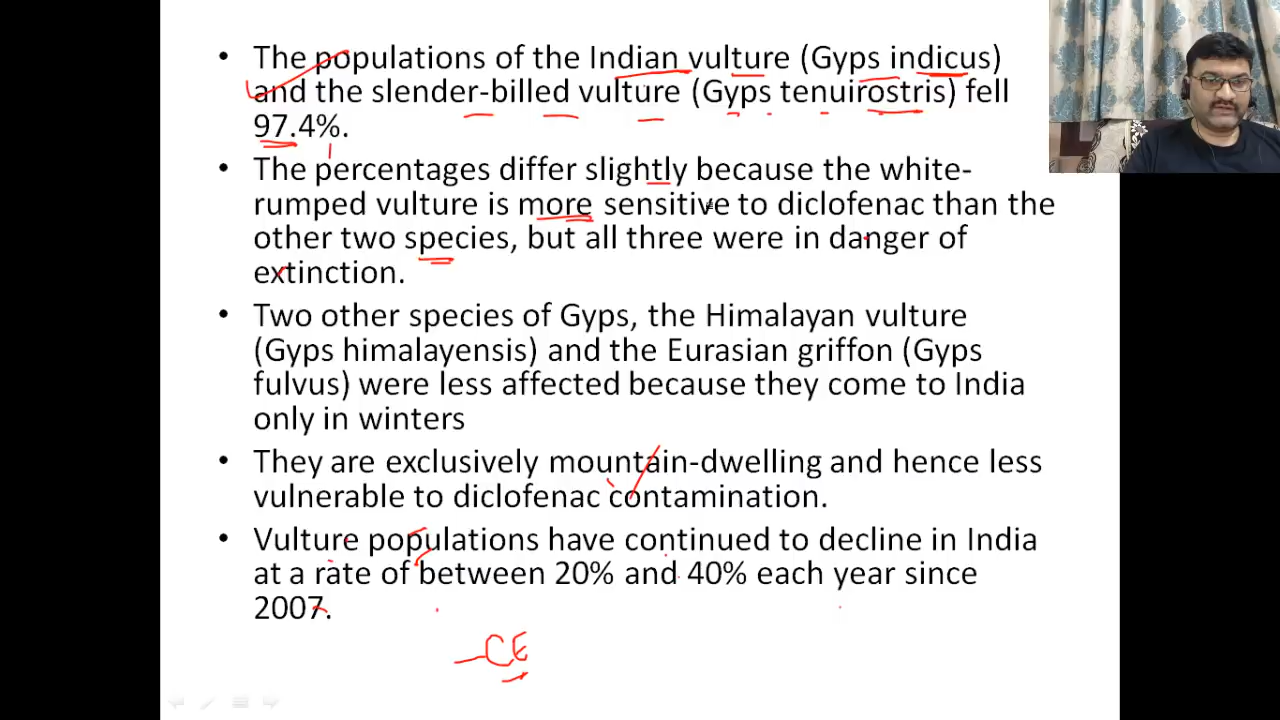 • The populations of the Indian vulture (Gyps indicus)
and the slender-billed vulture (Gyps tenuirostris) fell
97.4%.
• The percentages differ slightly because the white-
rumped vulture is more sensitive to diclofenac than the
other two species, but all three were in danger of
extinction.
• Two other species of Gyps, the Himalayan vulture
(Gyps himalayensis) and the Eurasian griffon (Gyps
fulvus) were less affected because they come to India
only in winters
• They are exclusively mountain-dwelling and hence less
vulnerable to diclofenac contamination.
• Vulture populations have continued to decline in India
at a rate of between 20% and 40% each year since
2007.
CE